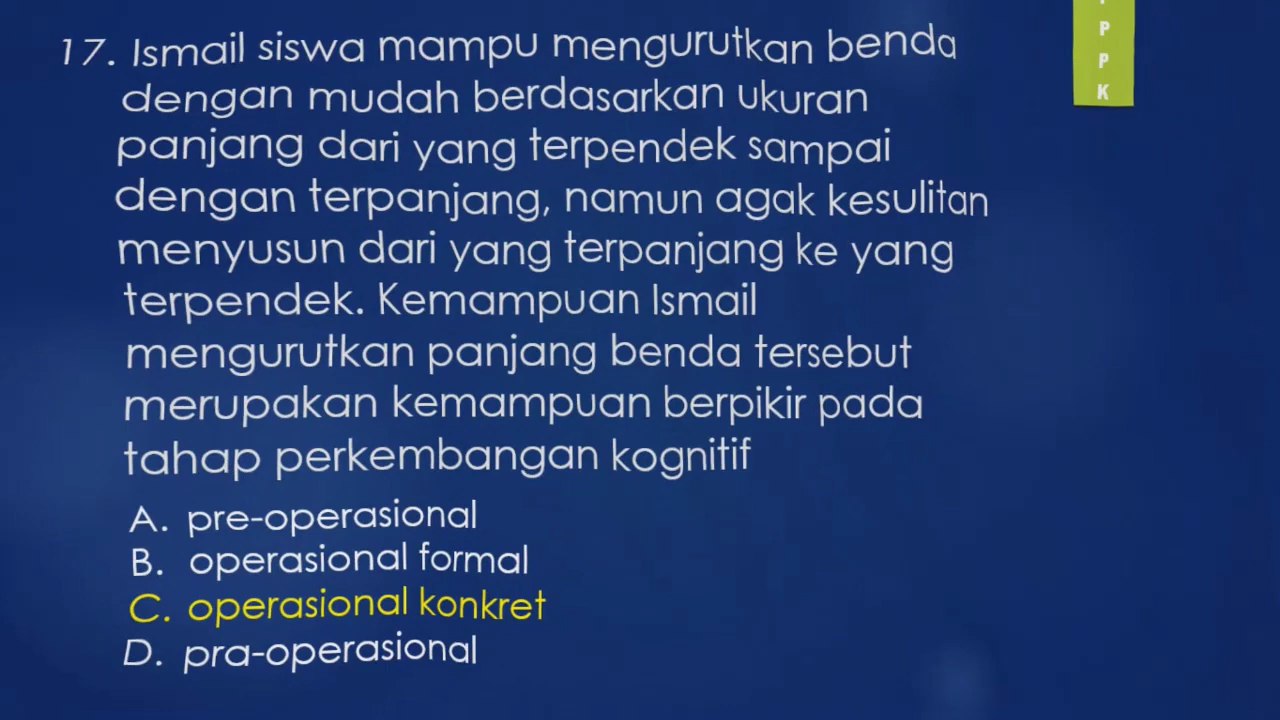 17. Ismail siswa mampu mengurutkan benda
dengan mudah berdasarkan ukuran
panjang dari yang terpendek sampai
dengan terpanjang, namun agak kesulitan
menyusun dari yang terpanjang ke yang
terpendek. Kemampuan Ismail
mengurutkan panjang benda tersebut
merupakan kemampuan berpikir pada
tahap perkembangan kognitif
A. pre-operasional
B. operasional formal
C. operasional konkret
D. pra-operasional
P
P
K